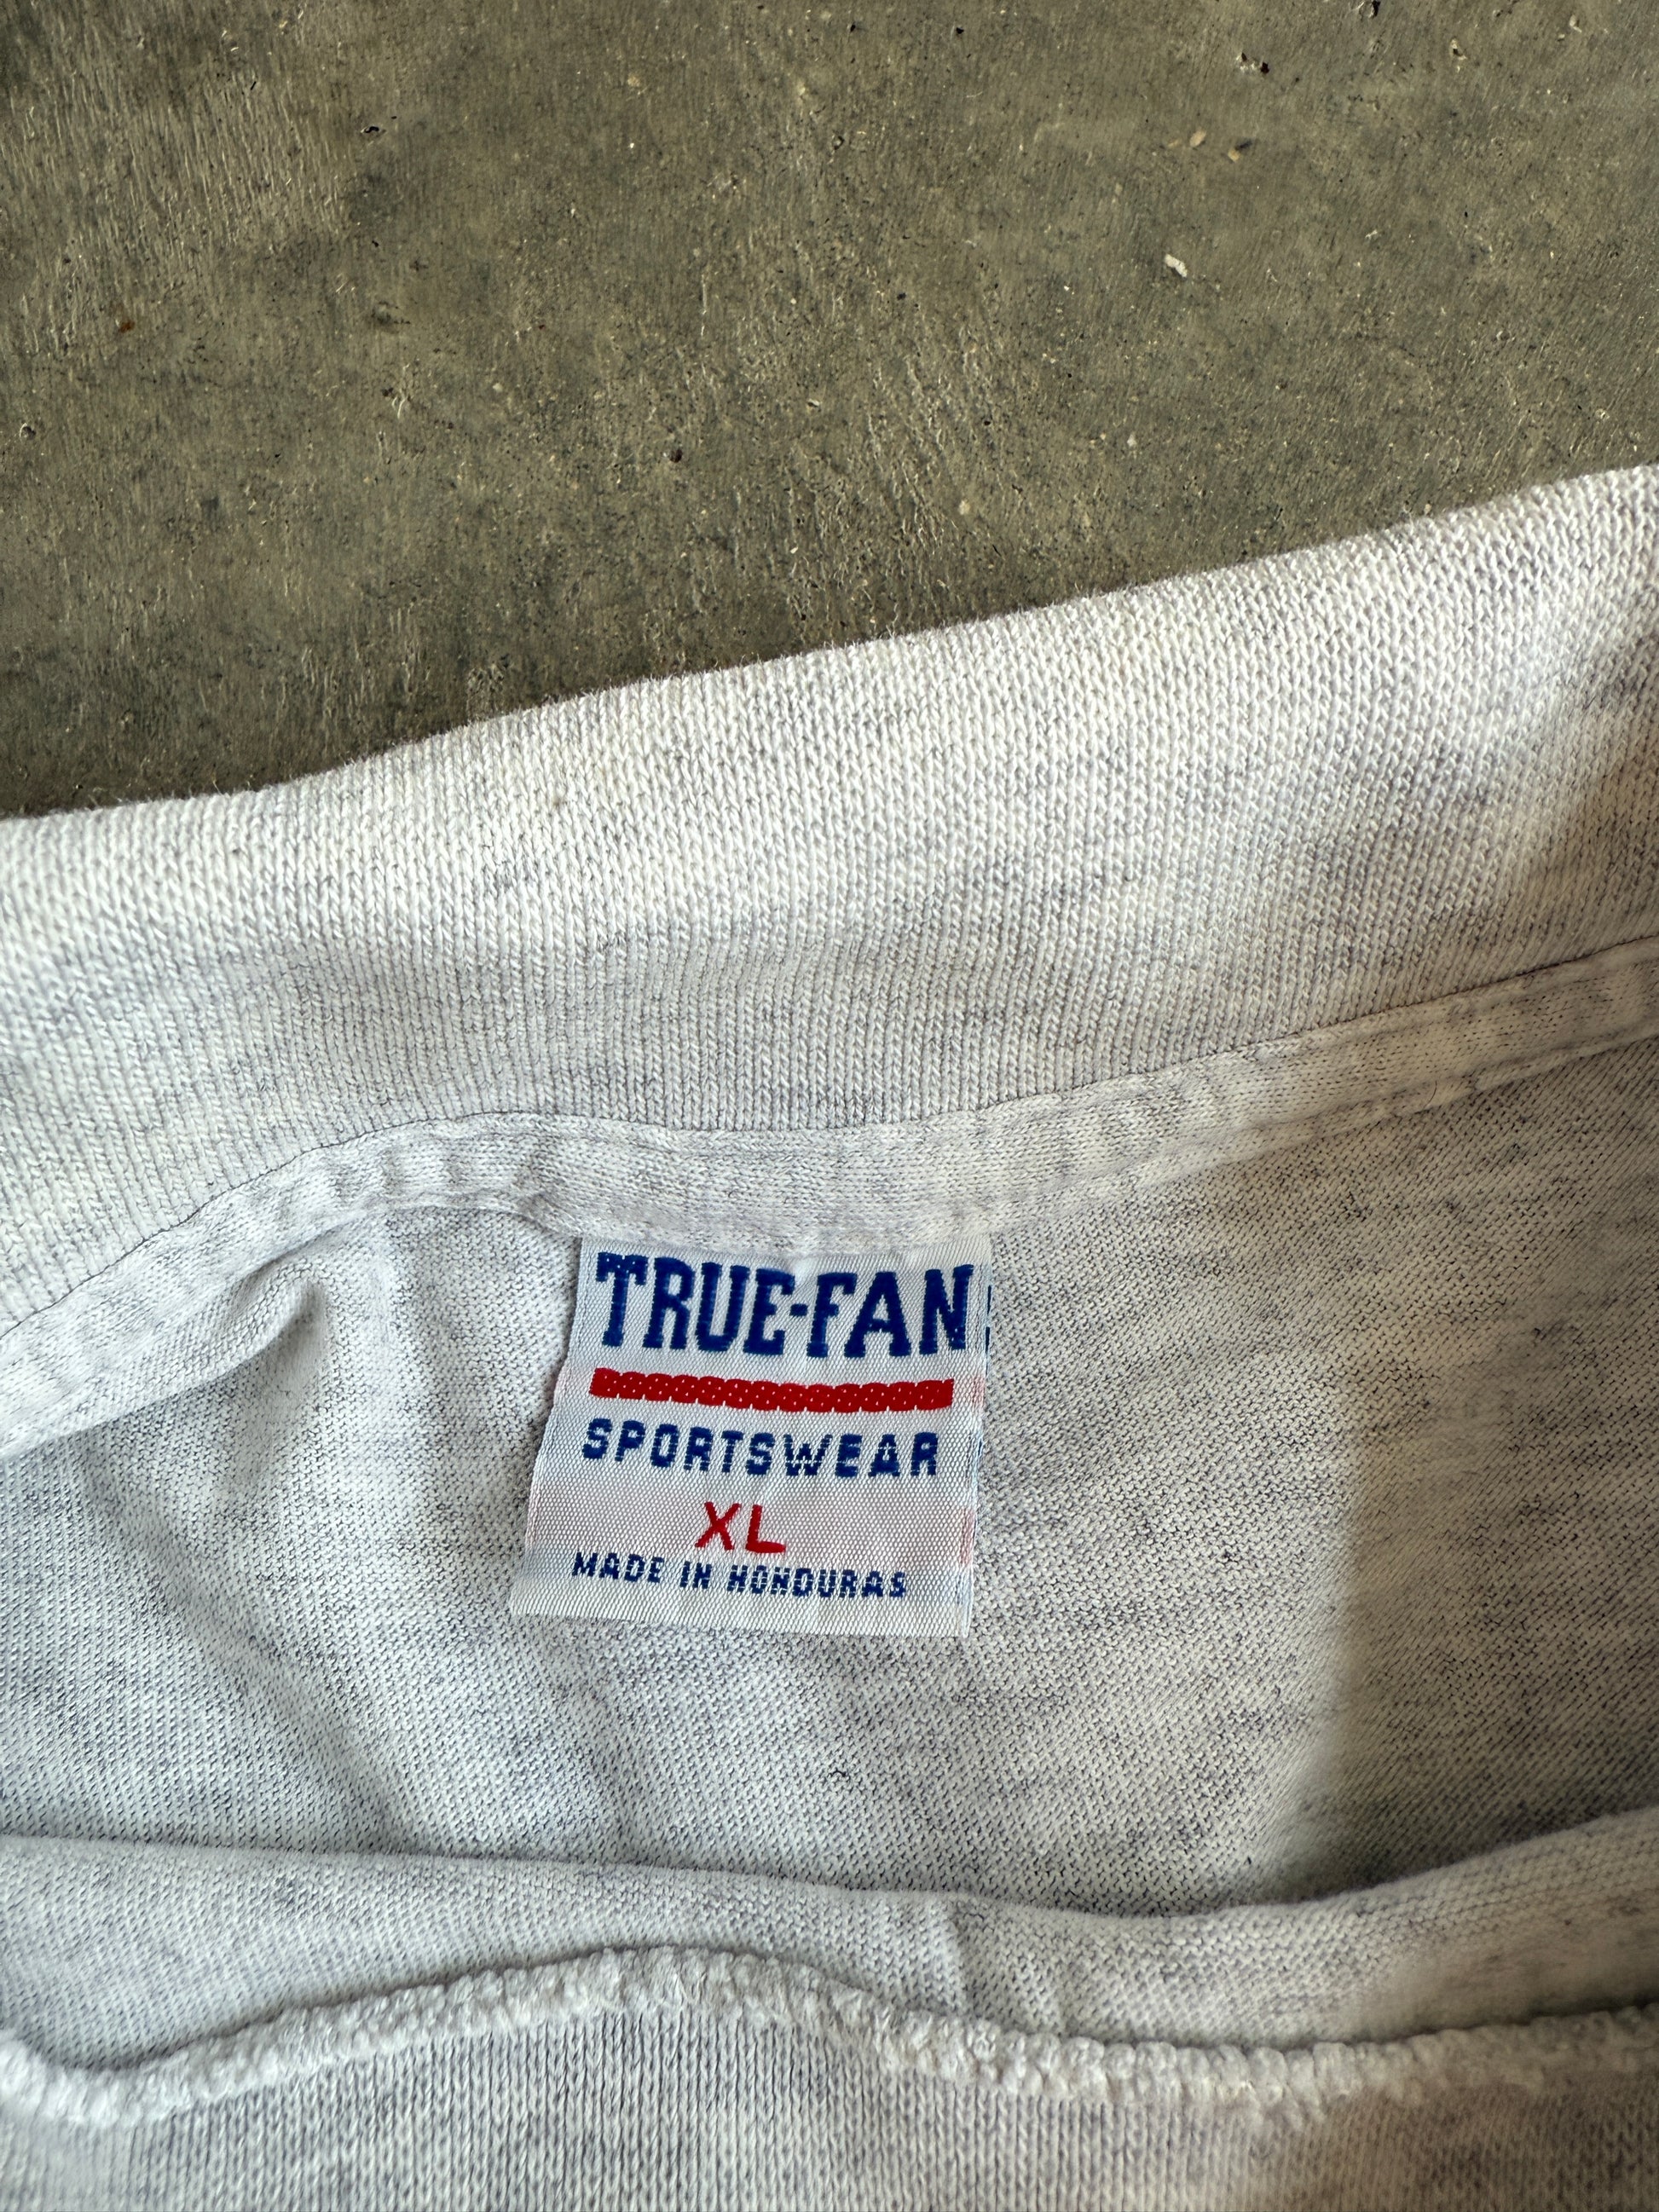 TRUE-FAN
SPORTSWEAR
XL
MADE IN HONDURAS